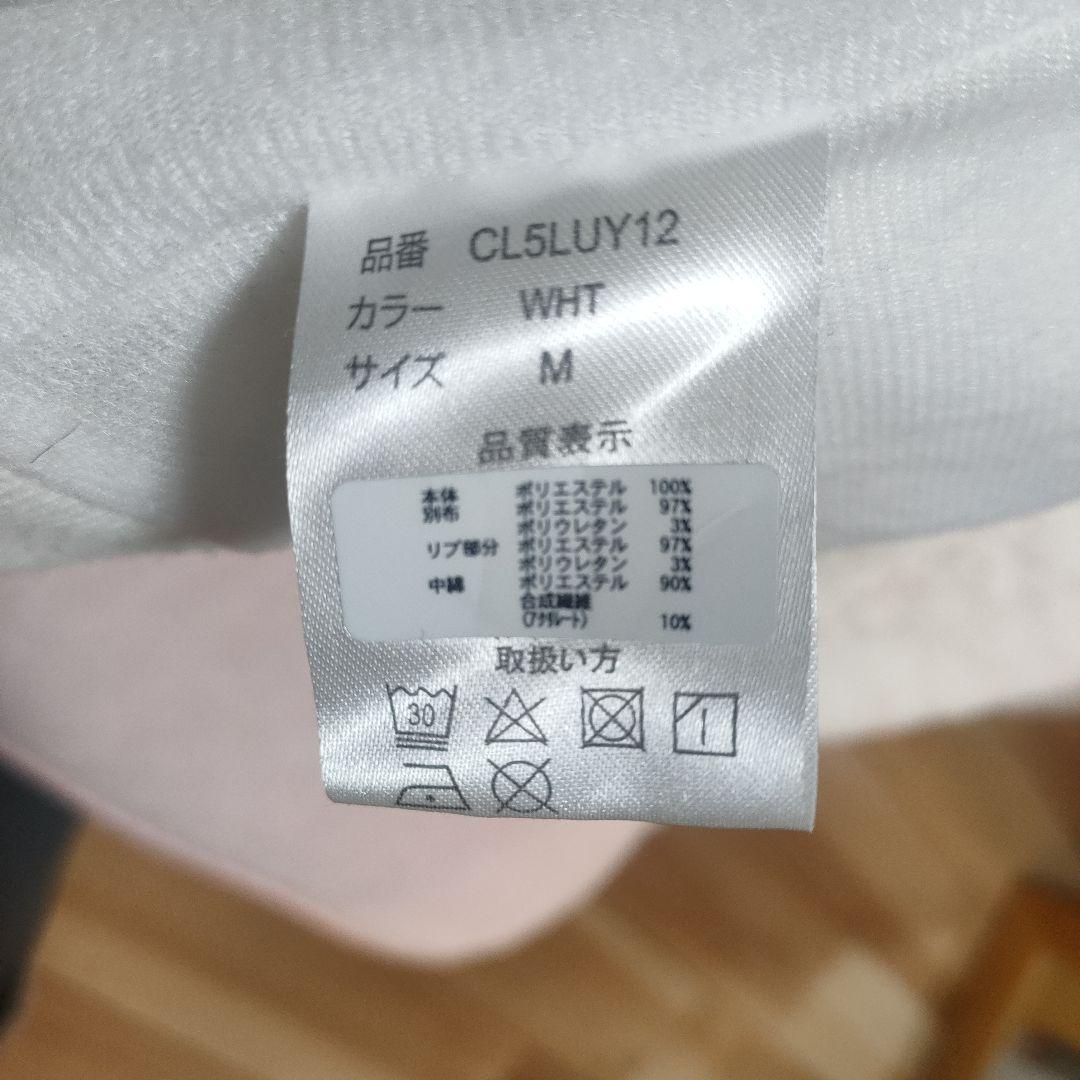 品番 CL5LUY12
カラー WHT
サイズ M
品質表示
本体 ポリエステル 100%
別布 ポリエステル 97%
ポリウレタン 3%
リブ部分 ポリエステル 97%
ポリウレタン 3%
中綿 ポリエステル 90%
合成繊維
(アクリレート) 10%
取扱い方
30